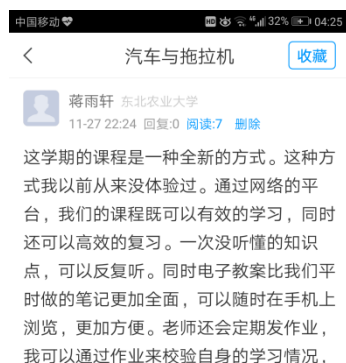 中国移动 HD 46 32% 04:25
汽车与拖拉机 收藏
蒋雨轩 东北农业大学
11-27 22:24 回复:0 阅读:7 删除
这学期的课程是一种全新的方式。这种方
式我以前从来没体验过。通过网络的平
台，我们的课程既可以有效的学习，同时
还可以高效的复习。一次没听懂的知识
点，可以反复听。同时电子教案比我们平
时做的笔记更加全面，可以随时在手机上
浏览，更加方便。老师还会定期发作业，
我可以通过作业来校验自身的学习情况，